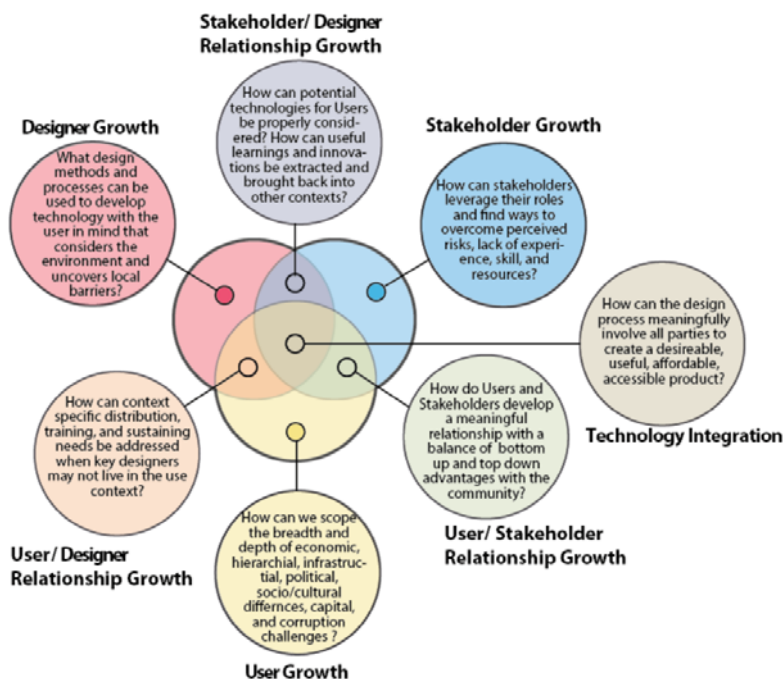 Stakeholder/ Designer
Relationship Growth
How can potential
technologies for Users
be properly consid-
ered? How can useful
learnings and innova-
tions be extracted and
brought back into
other contexts?
Designer Growth
What design
methods and
processes can be
used to develop
technology with the
user in mind that
considers the
environment and
uncovers local
barriers?
Stakeholder Growth
How can stakeholders
leverage their roles
and find ways to
overcome perceived
risks, lack of experi-
ence, skill, and
resources?
How can the design
process meaningfully
involve all parties to
create a desireable,
useful, affordable,
accessible product?
Technology Integration
How can context
specific distribution,
training, and sustaining
needs be addressed
when key designers
may not live in the use
context?
User/ Designer
Relationship Growth
How do Users and
Stakeholders develop
a meaningful
relationship with a
balance of bottom
up and top down
advantages with the
community?
User/ Stakeholder
Relationship Growth
How can we scope
the breadth and
depth of economic,
hierarchial, infrastruc-
tial, political,
socio/cultural
differnces, capital,
and corruption
challenges ?
User Growth